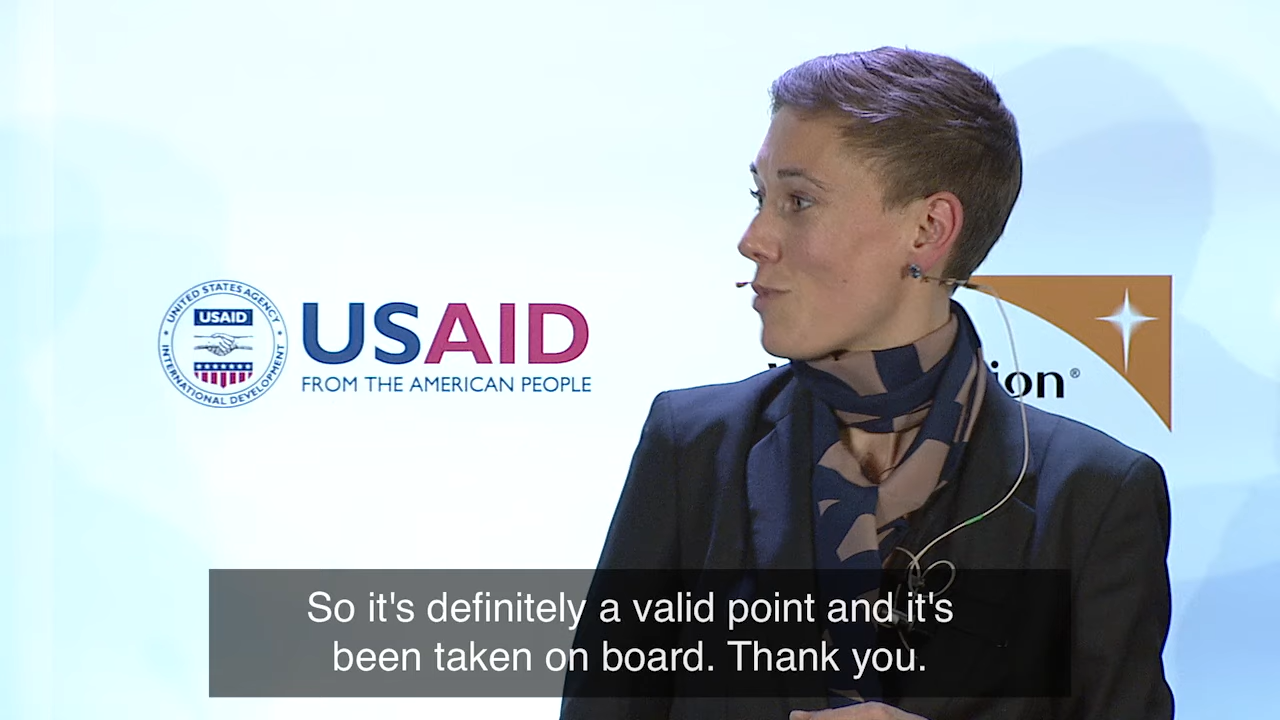 UNITED STATES AGENCY
USAID
INTERNATIONAL DEVELOPMENT
USAID
FROM THE AMERICAN PEOPLE
ion®
So it's definitely a valid point and it's
been taken on board. Thank you.